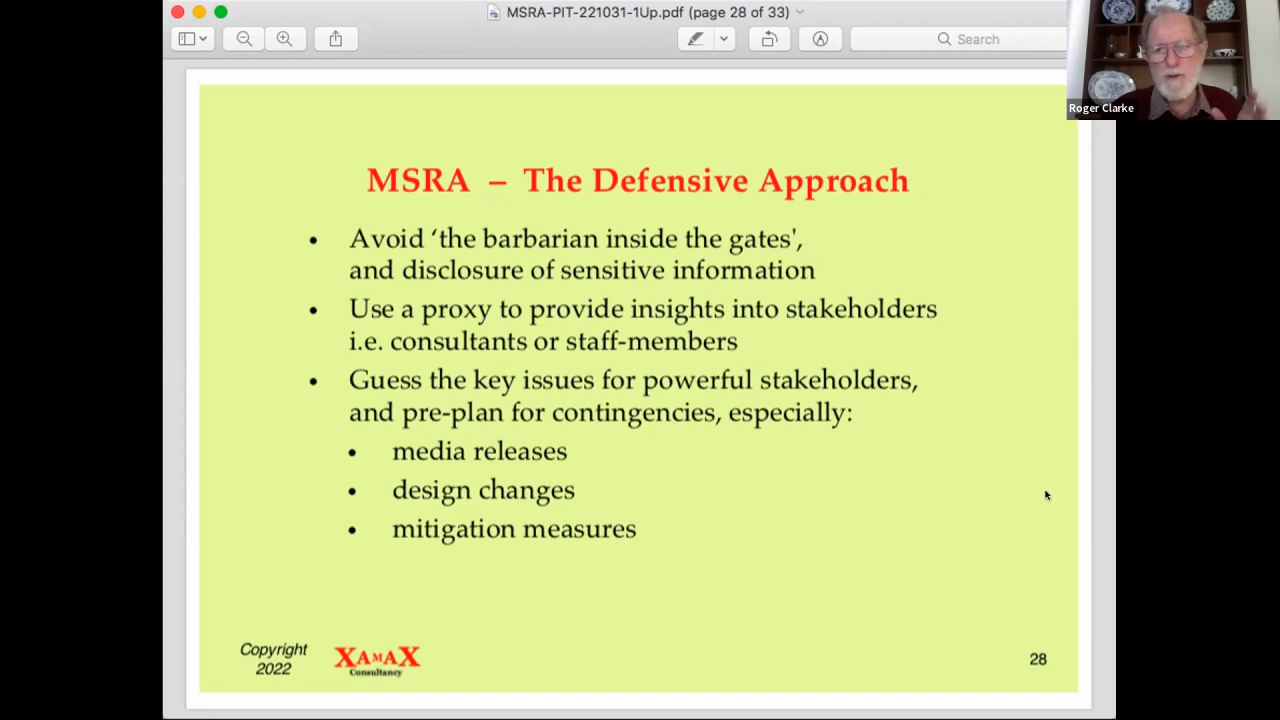 MSRA-PIT-221031-1Up.pdf (page 28 of 33)
Search
Roger Clarke
MSRA – The Defensive Approach
• Avoid ‘the barbarian inside the gates',
and disclosure of sensitive information
• Use a proxy to provide insights into stakeholders
i.e. consultants or staff-members
• Guess the key issues for powerful stakeholders,
and pre-plan for contingencies, especially:
• media releases
• design changes
• mitigation measures
Copyright
2022
XAMAX
Consultancy
28